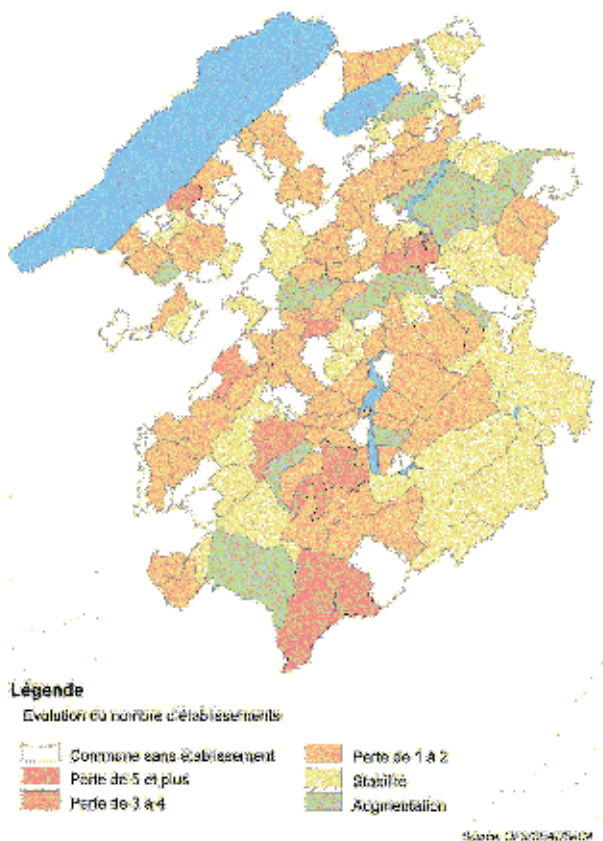 Légende
Evolution du nombre d'établissements
Commune sans établissement
Perte de 5 et plus
Perte de 3 à 4
Perte de 1 à 2
Stabilité
Augmentation